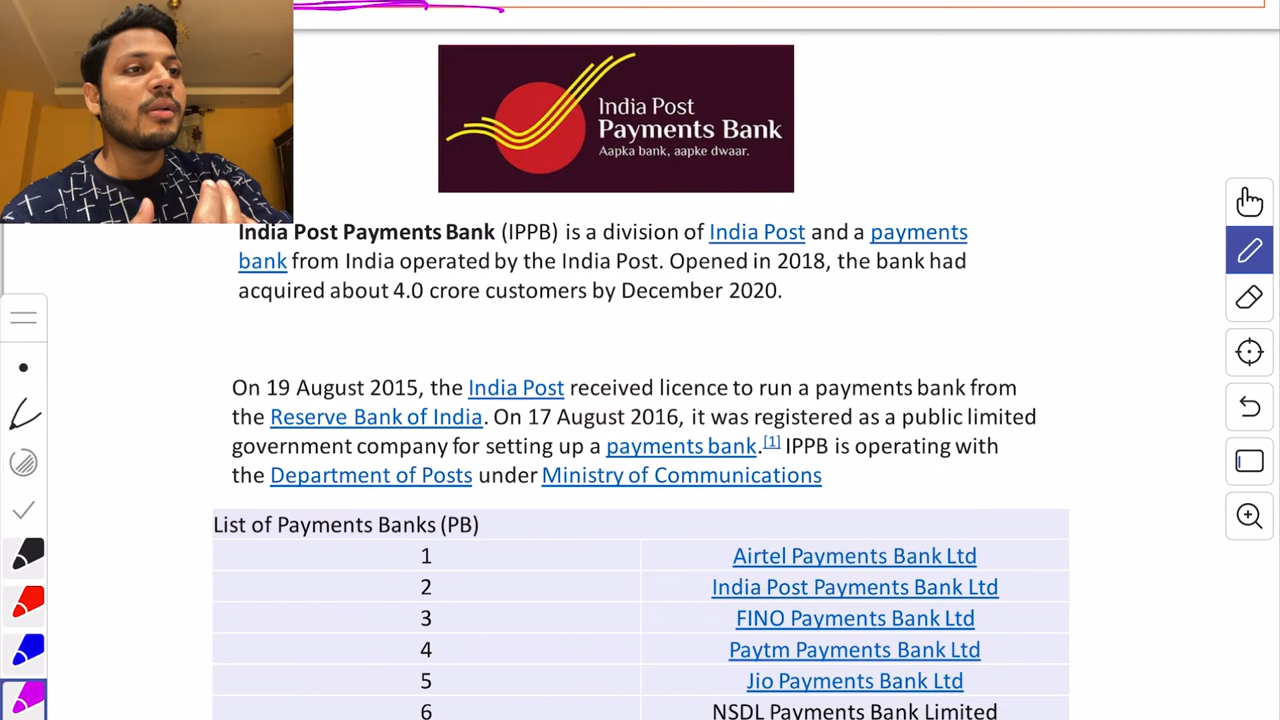 India Post
Payments Bank
Aapka bank, aapke dwaar.
India Post Payments Bank (IPPB) is a division of India Post and a payments
bank from India operated by the India Post. Opened in 2018, the bank had
acquired about 4.0 crore customers by December 2020.
On 19 August 2015, the India Post received licence to run a payments bank from
the Reserve Bank of India. On 17 August 2016, it was registered as a public limited
government company for setting up a payments bank.[1] IPPB is operating with
the Department of Posts under Ministry of Communications
List of Payments Banks (PB)
1 Airtel Payments Bank Ltd
2 India Post Payments Bank Ltd
3 FINO Payments Bank Ltd
4 Paytm Payments Bank Ltd
5 Jio Payments Bank Ltd
6 NSDL Payments Bank Limited